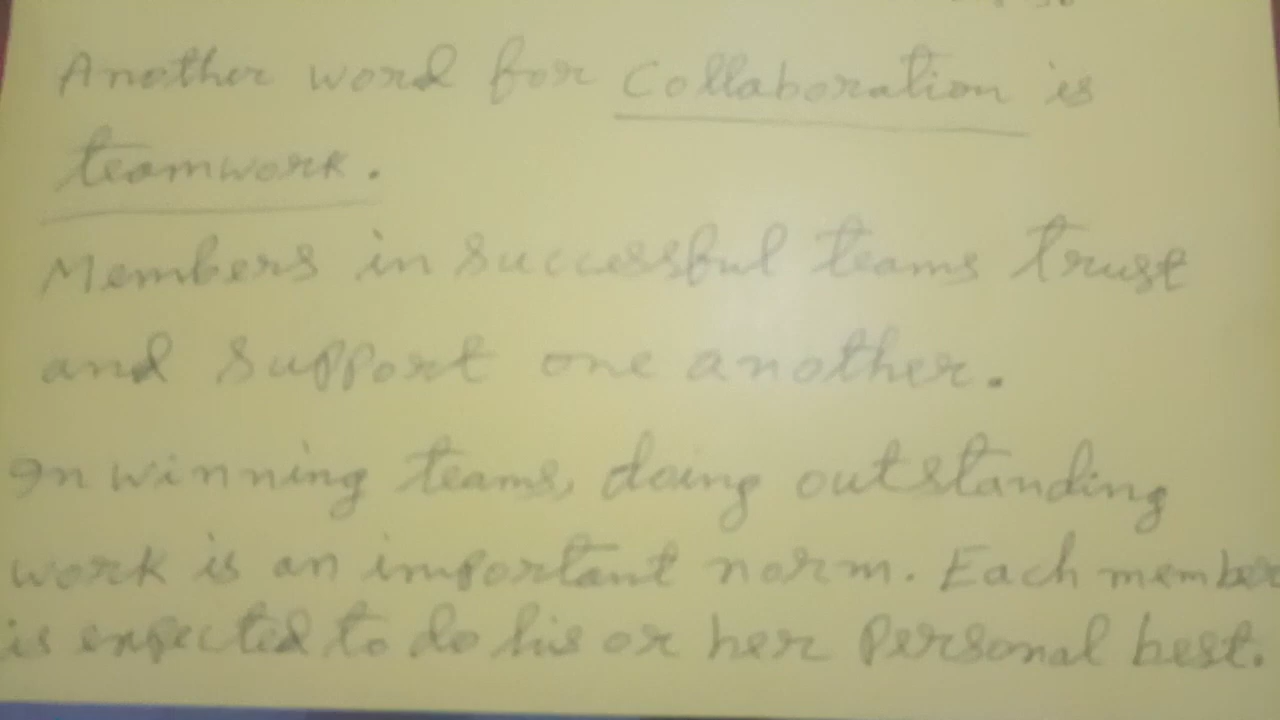 Another word for Collaboration is
teamwork.
Members in successful teams trust
and support one another.
In winning teams, doing outstanding
work is an important norm. Each member
is expected to do his or her personal best.